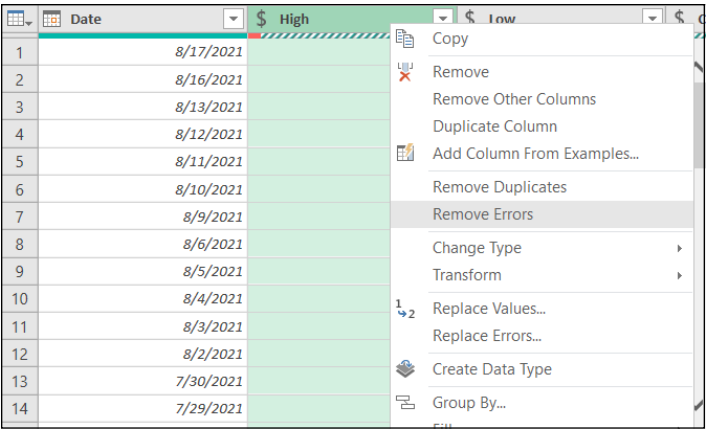 Date $ High $ Low $
1 8/17/2021
2 8/16/2021
3 8/13/2021
4 8/12/2021
5 8/11/2021
6 8/10/2021
7 8/9/2021
8 8/6/2021
9 8/5/2021
10 8/4/2021
11 8/3/2021
12 8/2/2021
13 7/30/2021
14 7/29/2021
Copy
Remove
Remove Other Columns
Duplicate Column
Add Column From Examples...
Remove Duplicates
Remove Errors
Change Type
Transform
1 2 Replace Values...
Replace Errors...
Create Data Type
Group By...